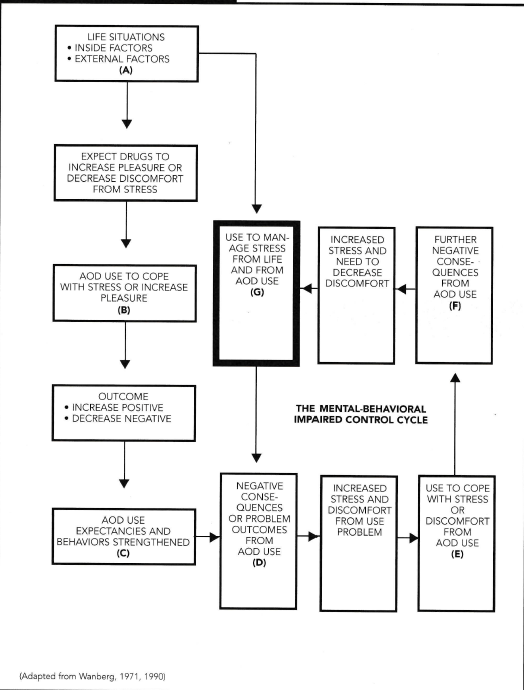 LIFE SITUATIONS
• INSIDE FACTORS
• EXTERNAL FACTORS
(A)
EXPECT DRUGS TO
INCREASE PLEASURE OR
DECREASE DISCOMFORT
FROM STRESS
AOD USE TO COPE
WITH STRESS OR INCREASE
PLEASURE
(B)
OUTCOME
• INCREASE POSITIVE
• DECREASE NEGATIVE
AOD USE
EXPECTANCIES AND
BEHAVIORS STRENGTHENED
(C)
USE TO MAN-
AGE STRESS
FROM LIFE
AND FROM
AOD USE
(G)
INCREASED
STRESS AND
NEED TO
DECREASE
DISCOMFORT
FURTHER
NEGATIVE
CONSE-
QUENCES
FROM
AOD USE
(F)
THE MENTAL-BEHAVIORAL
IMPAIRED CONTROL CYCLE
NEGATIVE
CONSE-
QUENCES
OR PROBLEM
OUTCOMES
FROM
AOD USE
(D)
INCREASED
STRESS AND
DISCOMFORT
FROM USE
PROBLEM
USE TO COPE
WITH STRESS
OR
DISCOMFORT
FROM
AOD USE
(E)
(Adapted from Wanberg, 1971, 1990)